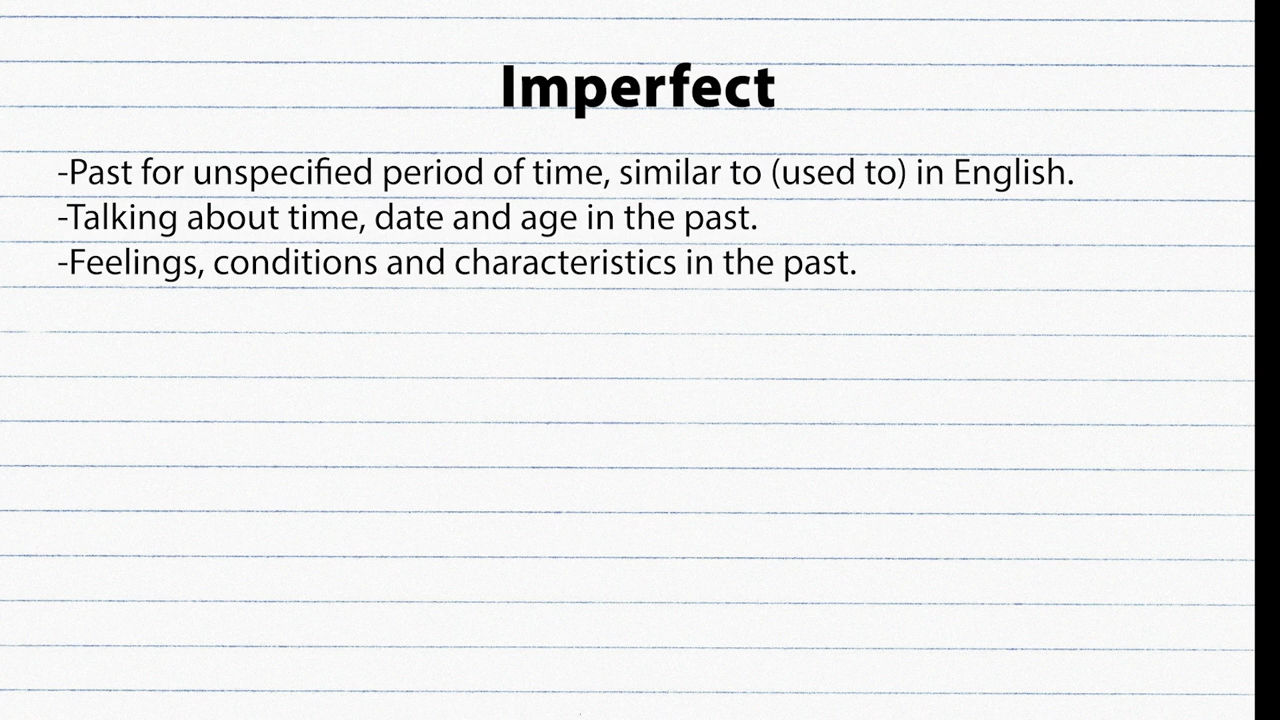 Imperfect
-Past for unspecified period of time, similar to (used to) in English.
-Talking about time, date and age in the past.
-Feelings, conditions and characteristics in the past.